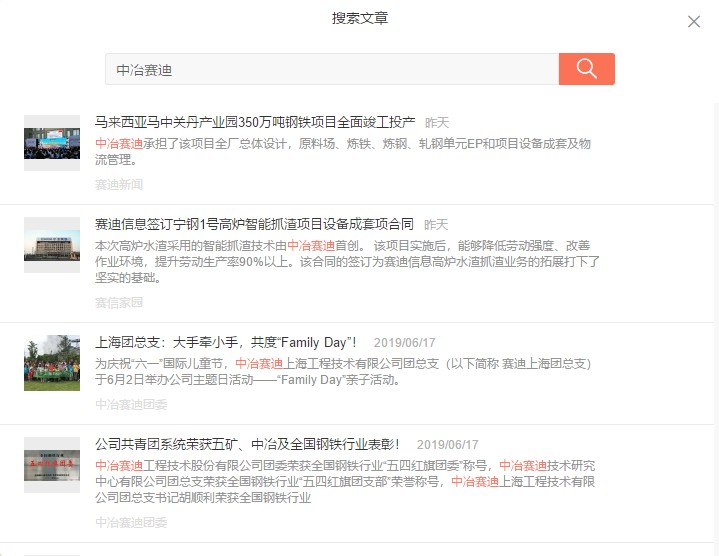 搜索文章
中冶赛迪
马来西亚马中关丹产业园350万吨钢铁项目全面竣工投产 昨天
中冶赛迪承担了该项目全厂总体设计，原料场、炼铁、炼钢、轧钢单元EP和项目设备成套及物
流管理。
赛迪新闻
赛迪信息签订宁钢1号高炉智能抓渣项目设备成套项合同 昨天
本次高炉水渣采用的智能抓渣技术由中冶赛迪首创。 该项目实施后，能够降低劳动强度、改善
作业环境，提升劳动生产率90%以上。该合同的签订为赛迪信息高炉水渣抓渣业务的拓展打下了
坚实的基础。
赛信家园
上海团总支：大手牵小手，共度“Family Day”！ 2019/06/17
为庆祝“六一”国际儿童节，中冶赛迪上海工程技术有限公司团总支（以下简称 赛迪上海团总支）
于6月2日举办公司主题日活动——“Family Day”亲子活动。
中冶赛迪团委
公司共青团系统荣获五矿、中冶及全国钢铁行业表彰！ 2019/06/17
中冶赛迪工程技术股份有限公司团委荣获全国钢铁行业“五四红旗团委”称号，中冶赛迪技术研究
中心有限公司团总支荣获全国钢铁行业“五四红旗团支部”荣誉称号，中冶赛迪上海工程技术有限
公司团总支书记胡顺利荣获全国钢铁行业
中冶赛迪团委